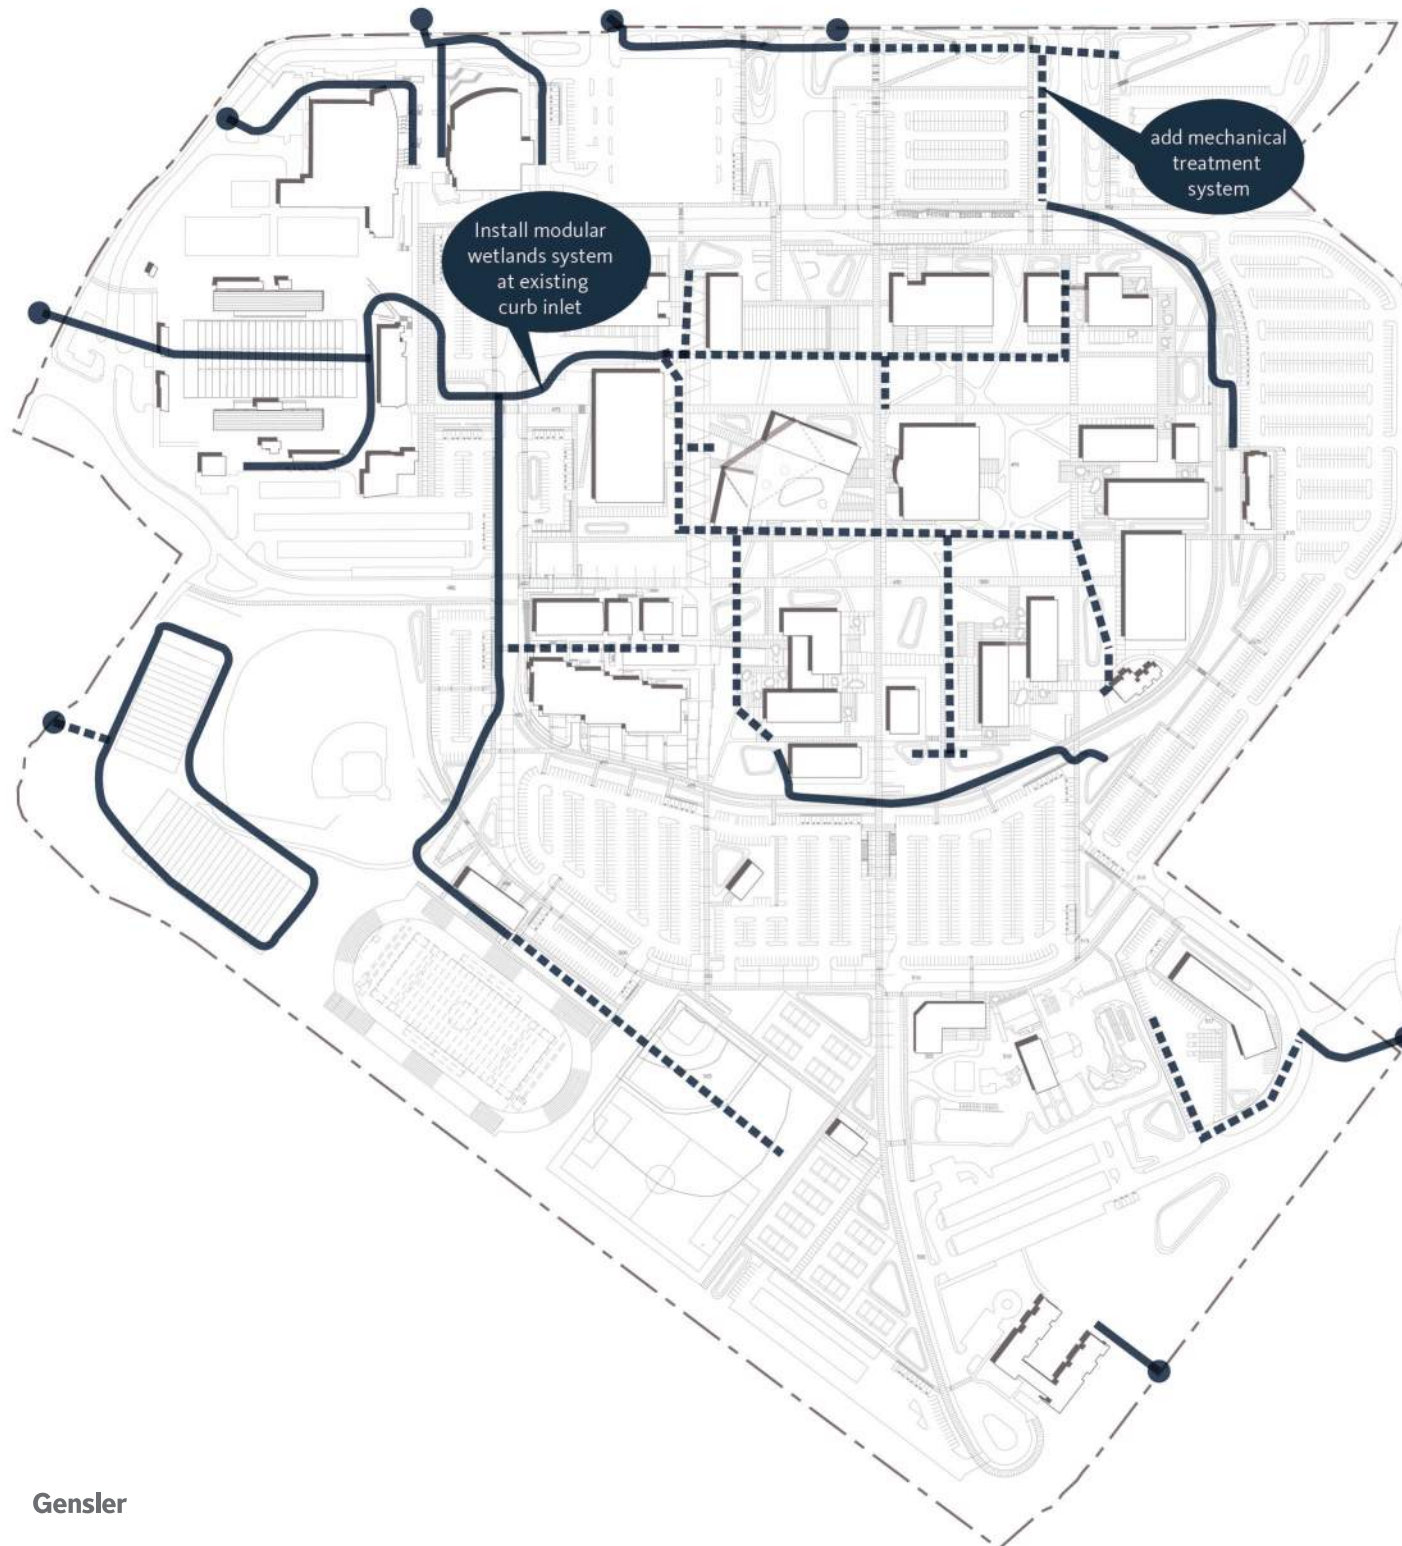 add mechanical
treatment
system
Install modular
wetlands system
at existing
curb inlet
Gensler